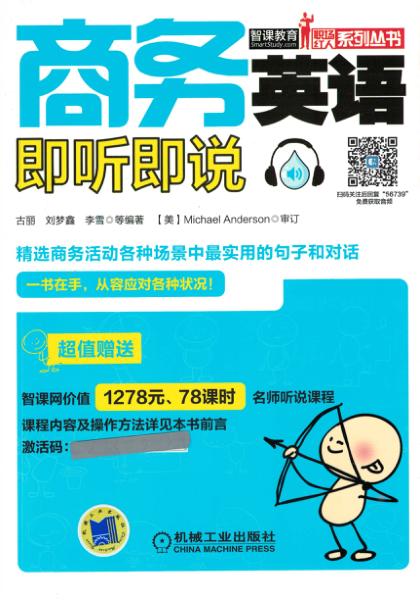 智课教育
SmartStudy.com
职场红人 系列丛书
商务英语
即听即说
扫码关注后回复“56739”
免费获取音频
古丽 刘梦鑫 李雪◎等编著 【美】Michael Anderson◎审订
精选商务活动各种场景中最实用的句子和对话
一书在手，从容应对各种状况！
超值赠送
智课网价值 1278元、78课时 名师听说课程
课程内容及操作方法详见本书前言
激活码：
机械工业出版社
CHINA MACHINE PRESS